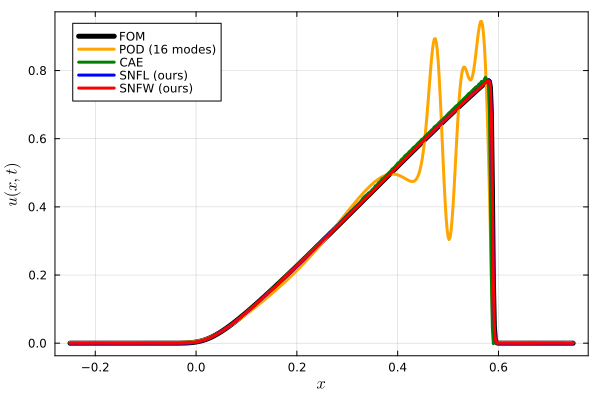 FOM
POD (16 modes)
CAE
SNFL (ours)
SNFW (ours)
u(x, t)
0.8
0.6
0.4
0.2
0.0
−0.2 0.0 0.2 0.4 0.6
x